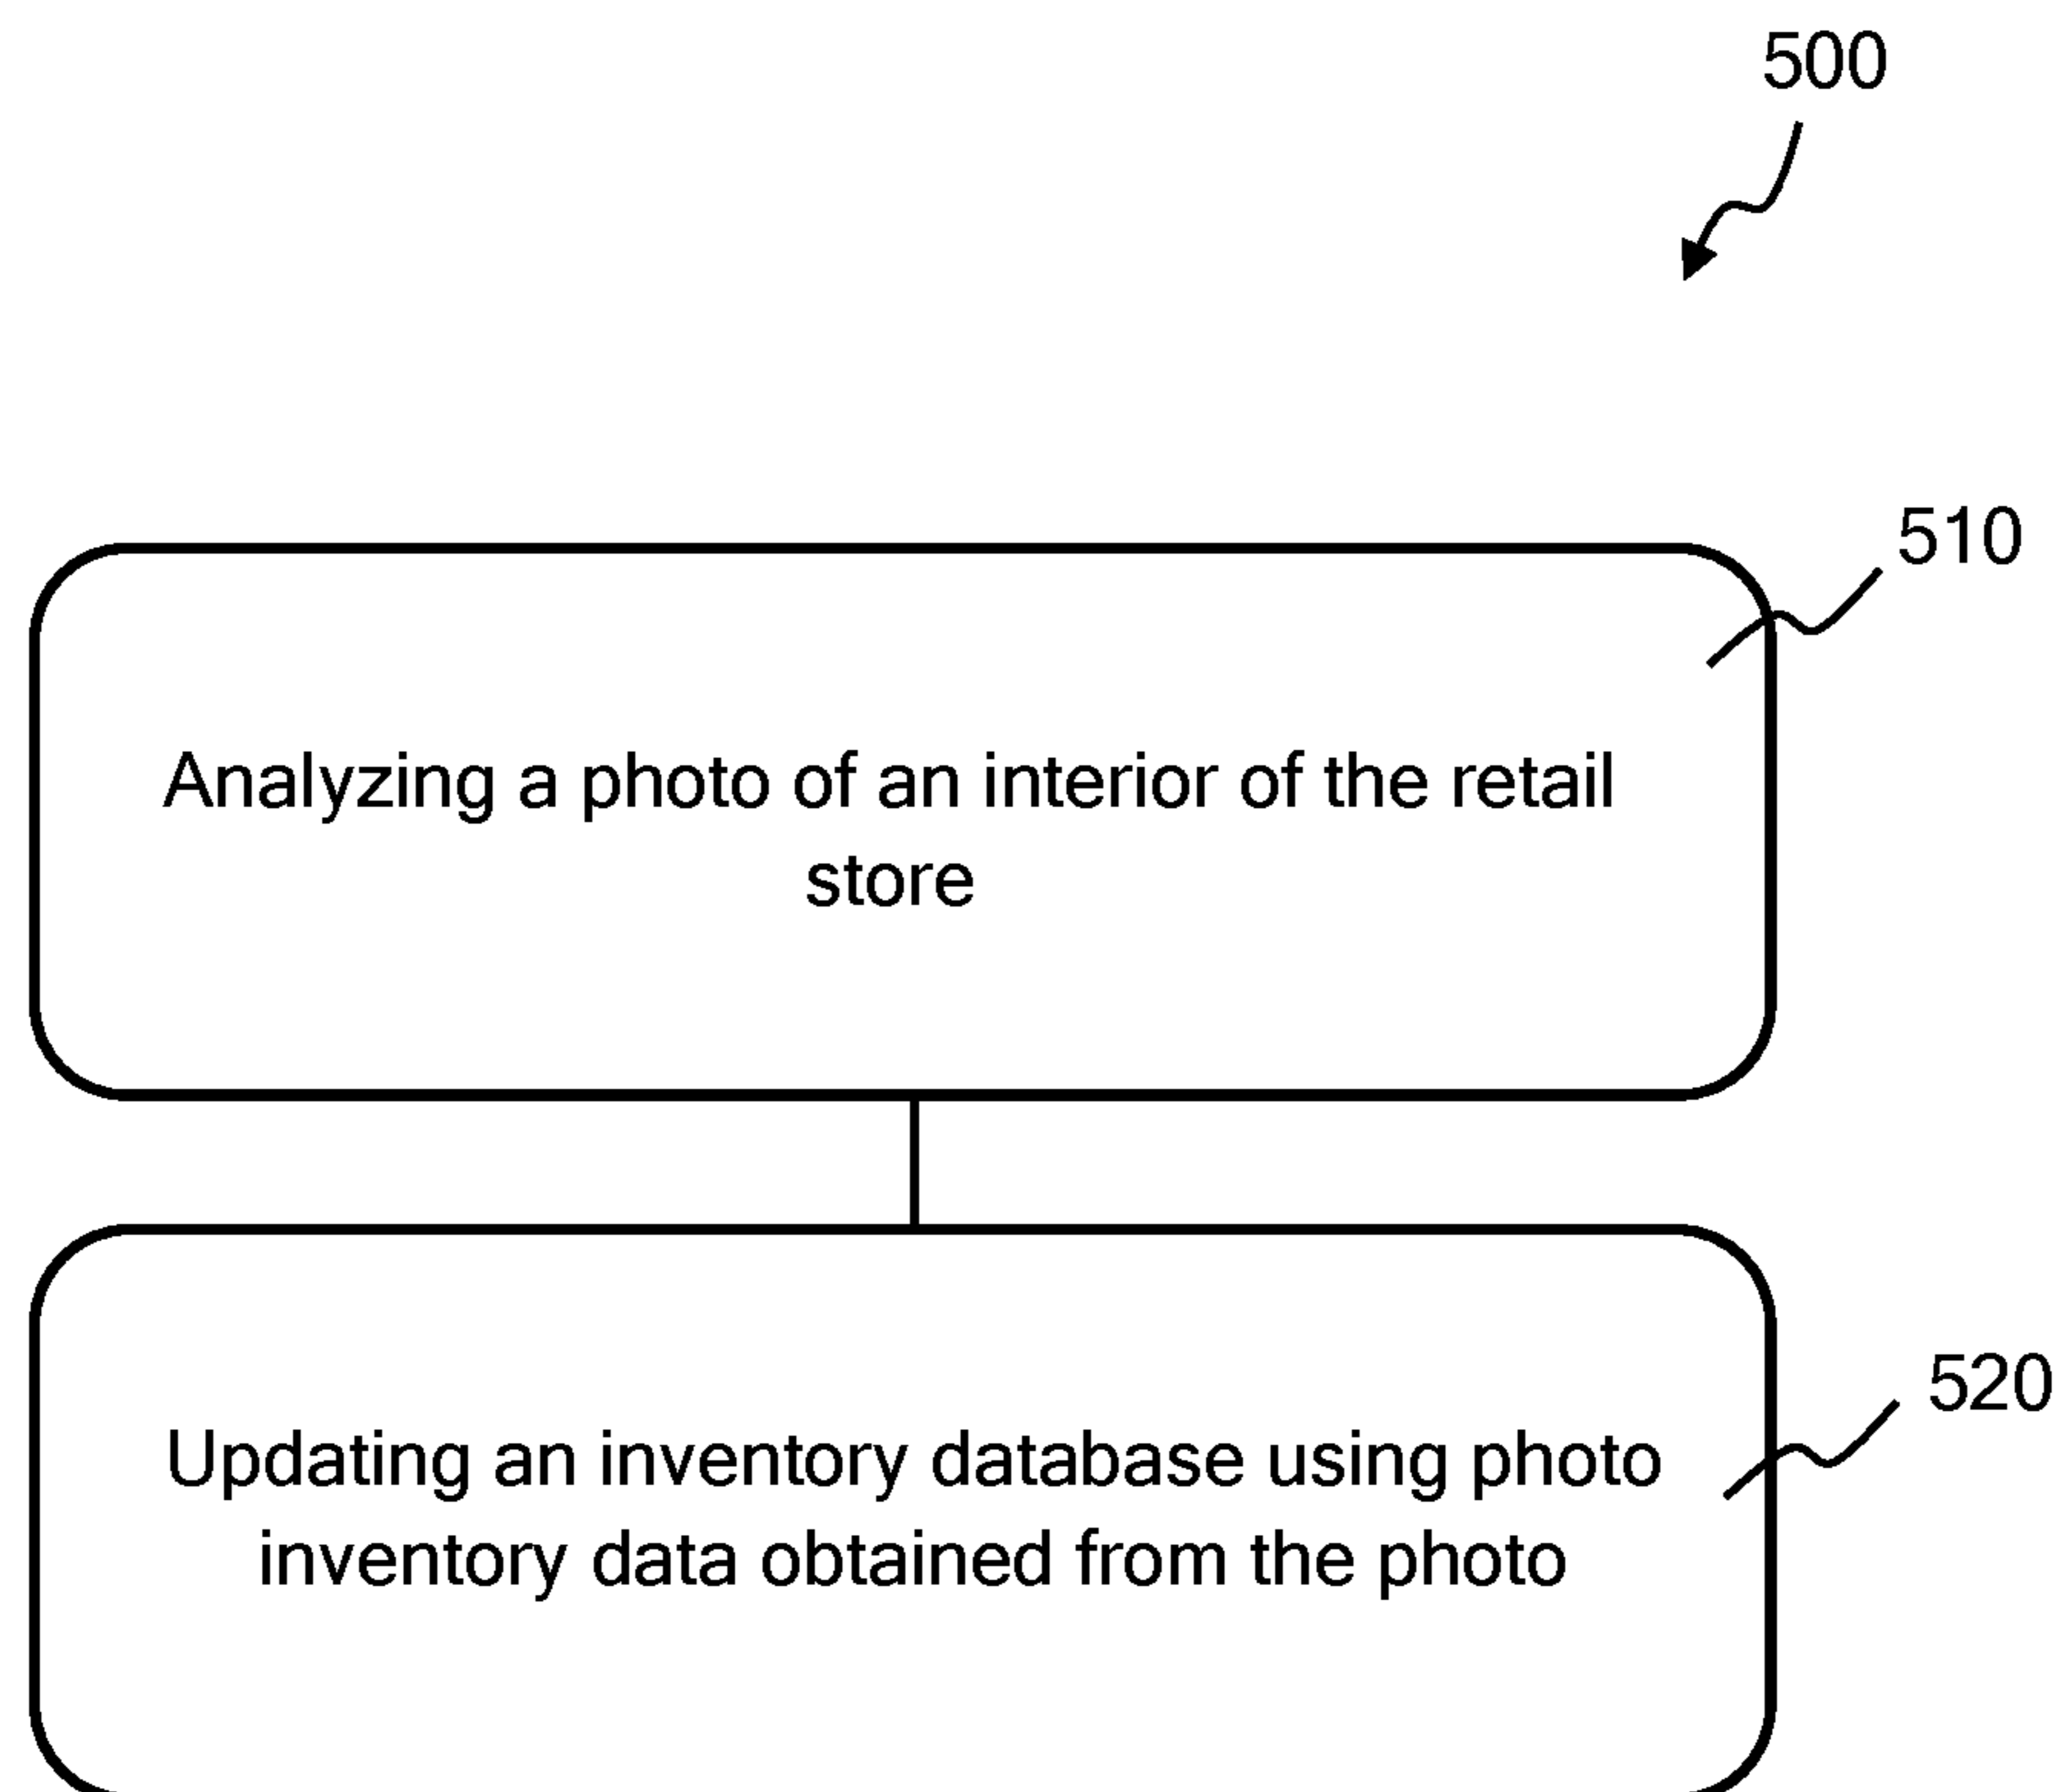 500
510
Analyzing a photo of an interior of the retail
store
520
Updating an inventory database using photo
inventory data obtained from the photo